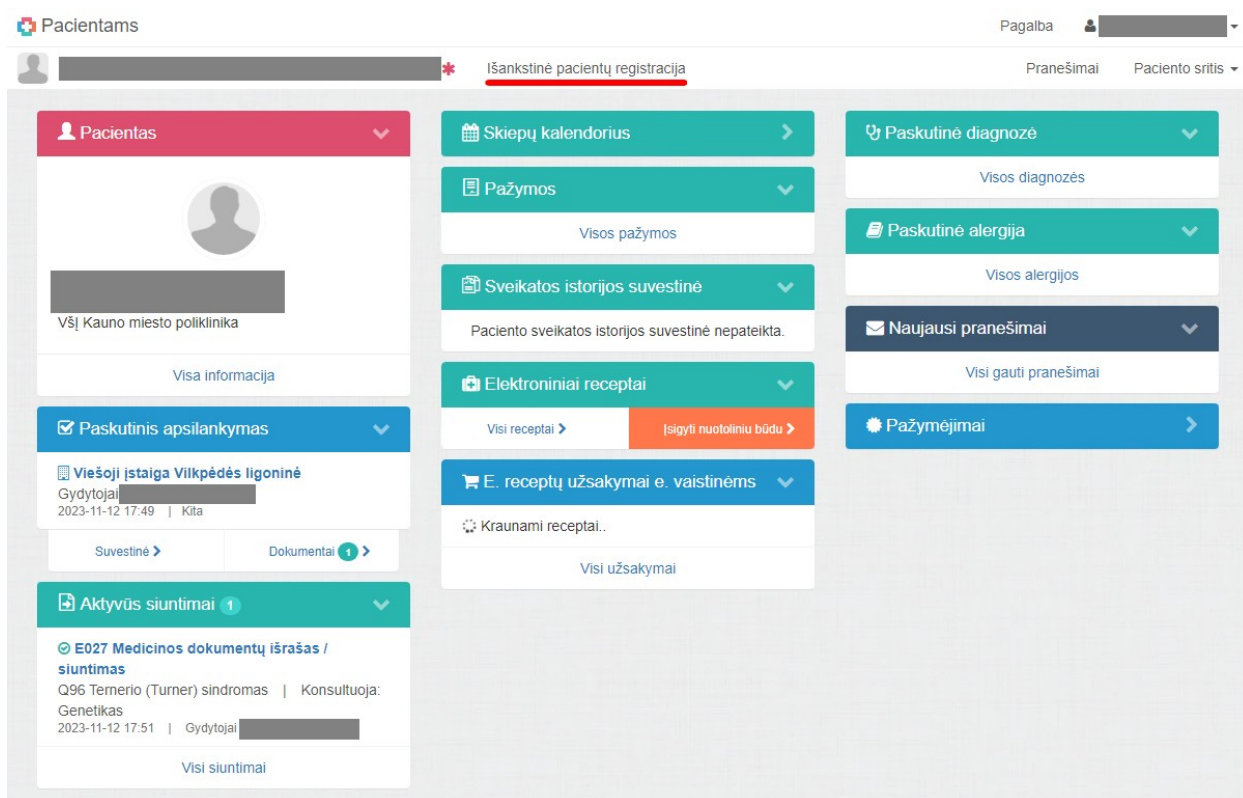 Pacientams
Pagalba
Išankstinė pacientų registracija
Pranešimai
Paciento sritis
Pacientas
VšĮ Kauno miesto poliklinika
Visa informacija
Paskutinis apsilankymas
Viešoji įstaiga Vilkpėdės ligoninė
Gydytojai
2023-11-12 17:49 | Kita
Suvestinė
Dokumentai 1
Aktyvūs siuntimai 1
E027 Medicinos dokumentų išrašas /
siuntimas
Q96 Ternerio (Turner) sindromas | Konsultuoja:
Genetikas
2023-11-12 17:51 | Gydytojai
Visi siuntimai
Skiepų kalendorius
Pažymos
Visos pažymos
Sveikatos istorijos suvestinė
Paciento sveikatos istorijos suvestinė nepateikta.
Elektroniniai receptai
Visi receptai
Įsigyti nuotoliniu būdu
E. receptų užsakymai e. vaistinėms
Kraunami receptai..
Visi užsakymai
Paskutinė diagnozė
Visos diagnozės
Paskutinė alergija
Visos alergijos
Naujausi pranešimai
Visi gauti pranešimai
Pažymėjimai